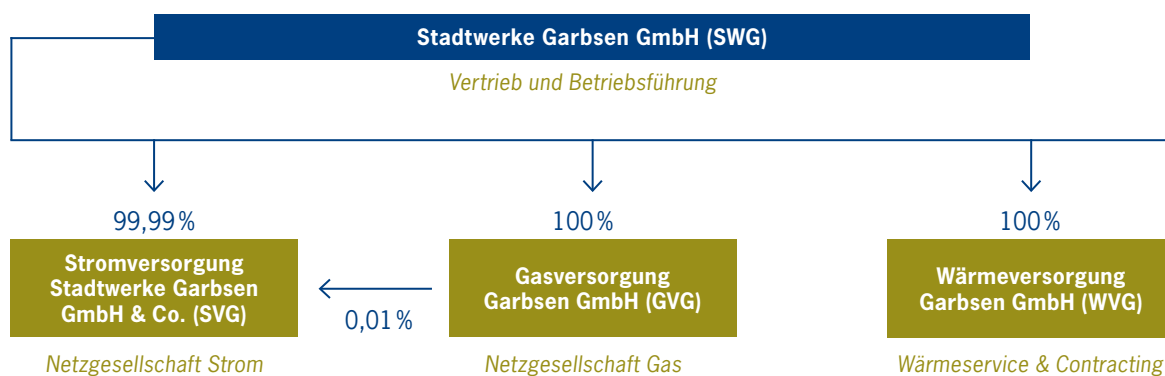 Stadtwerke Garbsen GmbH (SWG)
Vertrieb und Betriebsführung
99,99%
100%
100%
Stromversorgung
Stadtwerke Garbsen
GmbH & Co. (SVG)
0,01%
Gasversorgung
Garbsen GmbH (GVG)
Wärmeversorgung
Garbsen GmbH (WVG)
Netzgesellschaft Strom
Netzgesellschaft Gas
Wärmeservice & Contracting